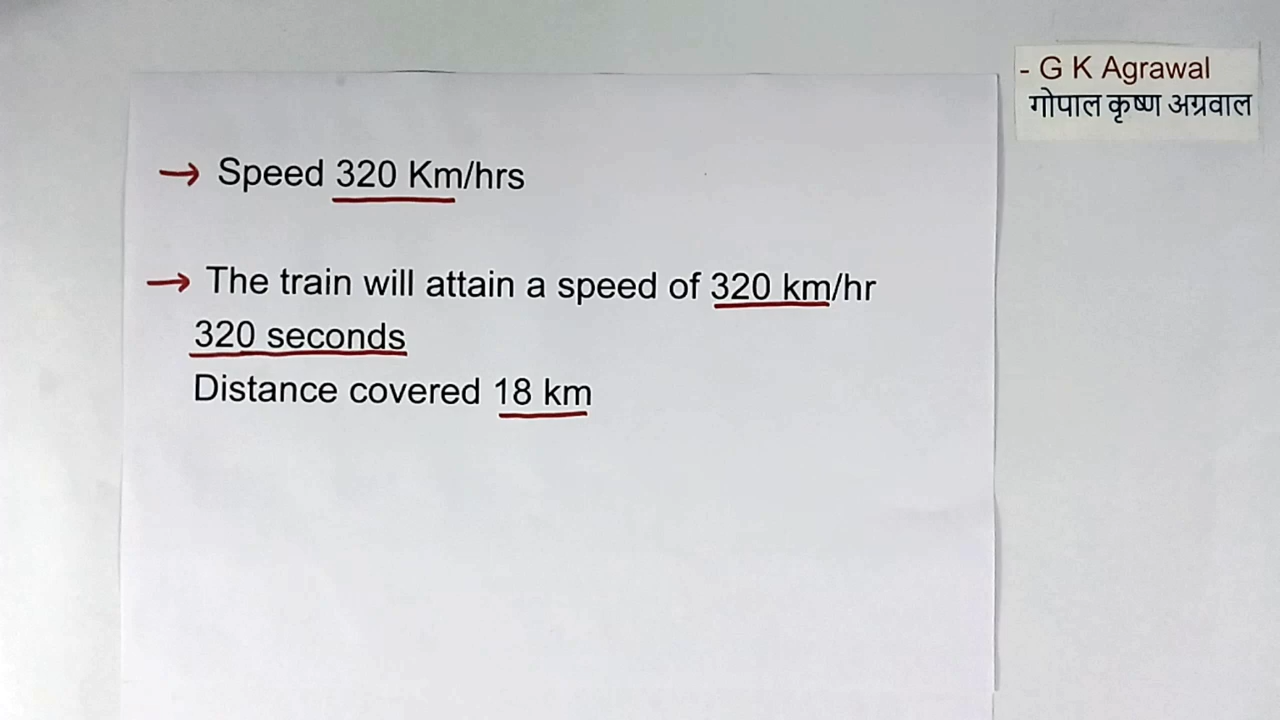 - G K Agrawal
गोपाल कृष्ण अग्रवाल
→ Speed 320 Km/hrs
→ The train will attain a speed of 320 km/hr
320 seconds
Distance covered 18 km